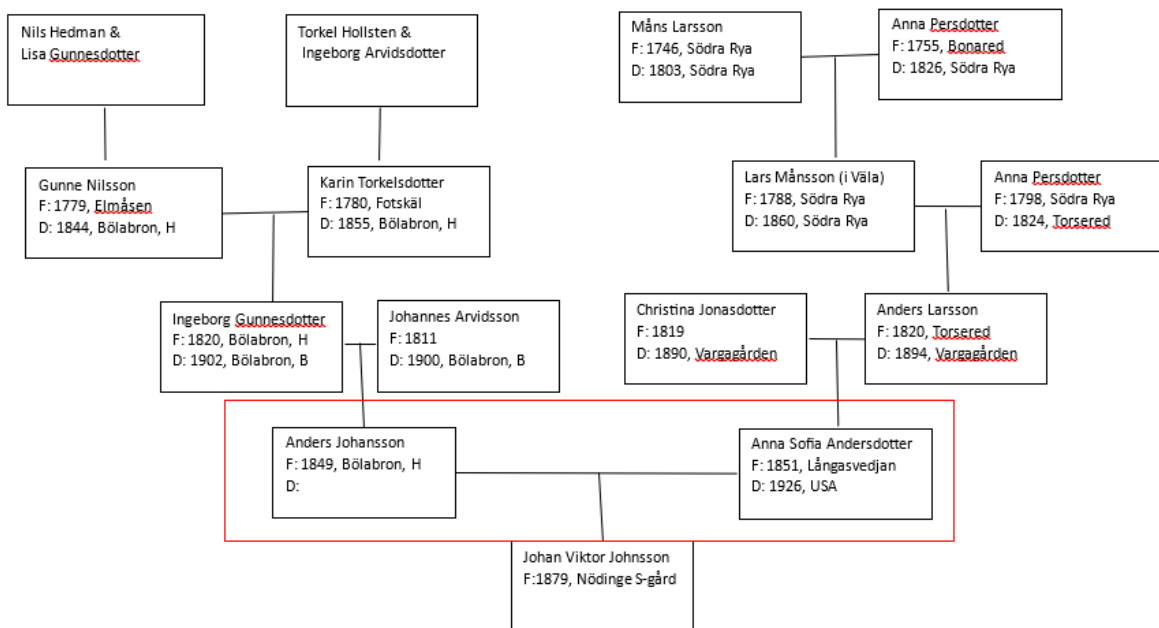 Nils Hedman &
Lisa Gunnesdotter
Torkel Hollsten &
Ingeborg Arvidsdotter
Måns Larsson
F: 1746, Södra Rya
D: 1803, Södra Rya
Anna Persdotter
F: 1755, Bonared
D: 1826, Södra Rya
Gunne Nilsson
F: 1779, Elmåsen
D: 1844, Bölabron, H
Karin Torkelsdotter
F: 1780, Fotskäl
D: 1855, Bölabron, H
Lars Månsson (i Väla)
F: 1788, Södra Rya
D: 1860, Södra Rya
Anna Persdotter
F: 1798, Södra Rya
D: 1824, Torsered
Ingeborg Gunnesdotter
F: 1820, Bölabron, H
D: 1902, Bölabron, B
Johannes Arvidsson
F: 1811
D: 1900, Bölabron, B
Christina Jonasdotter
F: 1819
D: 1890, Vargagården
Anders Larsson
F: 1820, Torsered
D: 1894, Vargagården
Anders Johansson
F: 1849, Bölabron, H
D:
Anna Sofia Andersdotter
F: 1851, Långasvedjan
D: 1926, USA
Johan Viktor Johnsson
F:1879, Nödinge S-gård